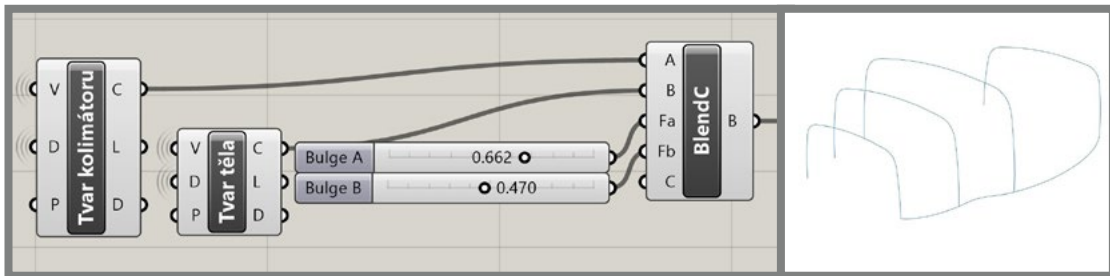 V
D
P
Tvar kolimátoru
C
L
D
V
D
P
Tvar těla
C
L
D
Bulge A 0.662
Bulge B 0.470
A
B
Fa
Fb
C
BlendC
B